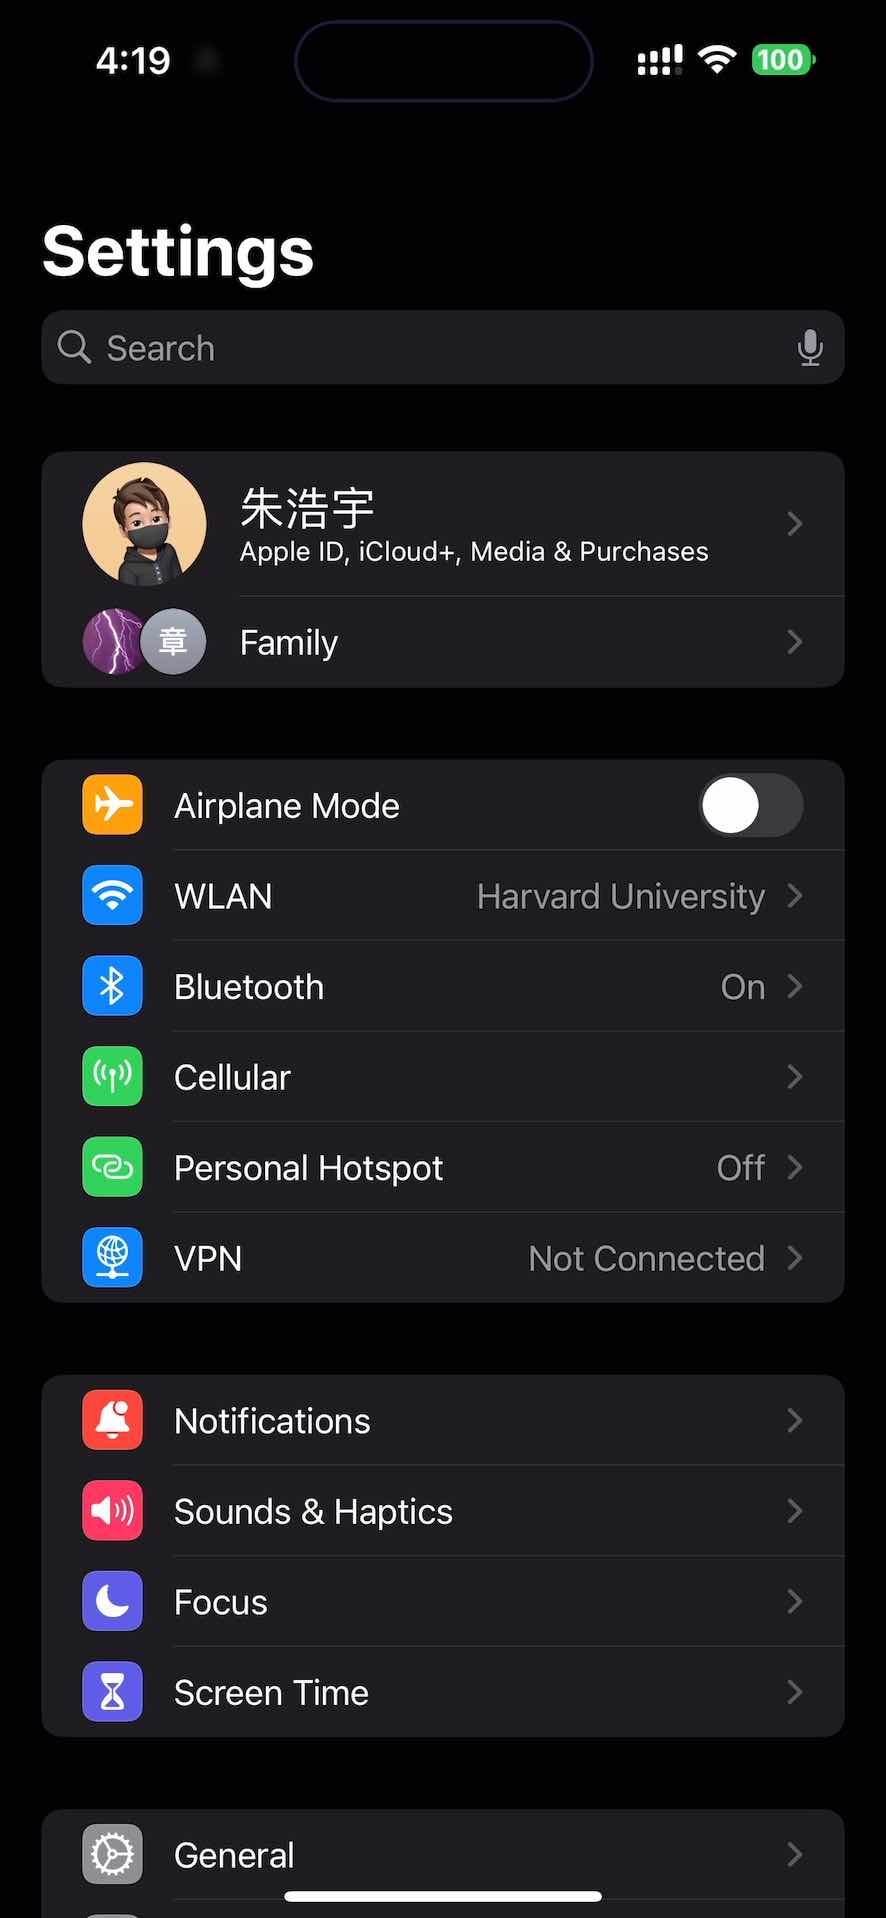 4:19 100
Settings
Search
朱浩宇
Apple ID, iCloud+, Media & Purchases
章 Family
Airplane Mode
WLAN Harvard University
Bluetooth On
Cellular
Personal Hotspot Off
VPN Not Connected
Notifications
Sounds & Haptics
Focus
Screen Time
General